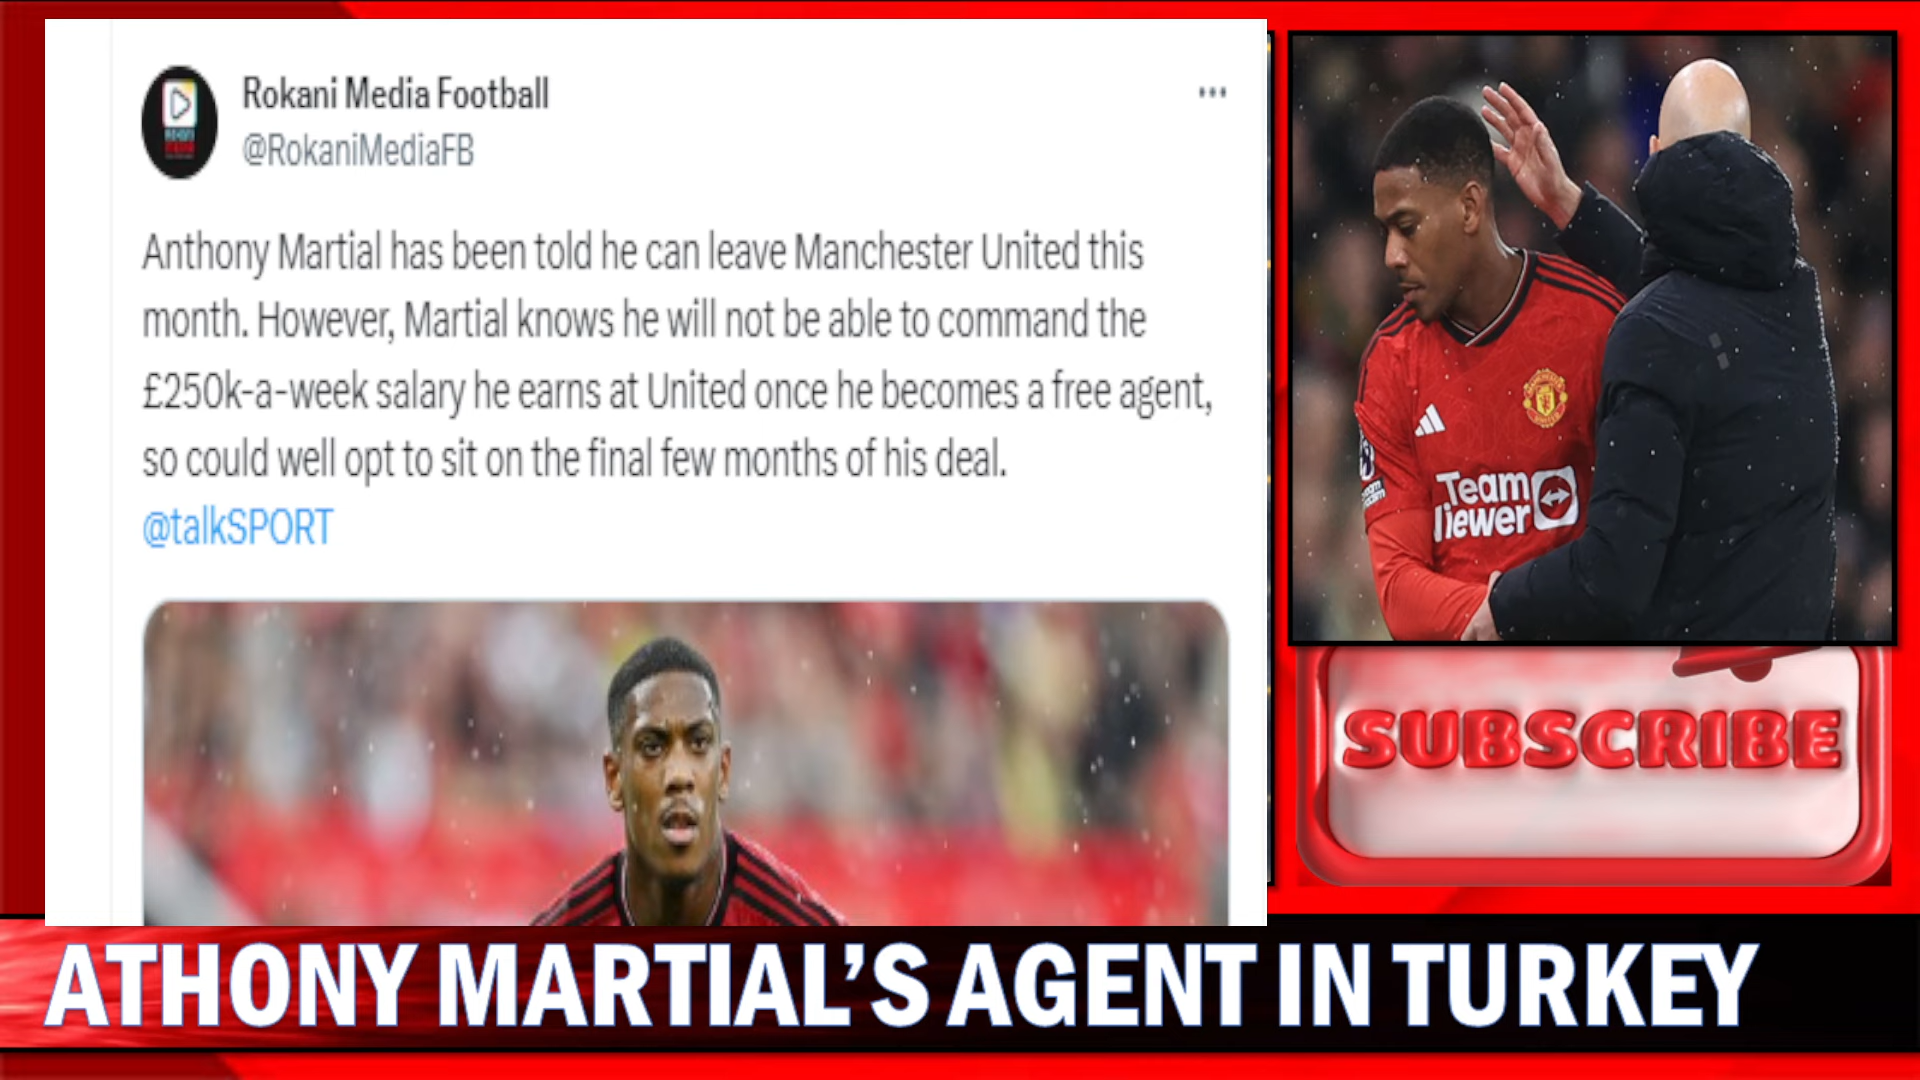 Rokani Media Football
@RokaniMediaFB
Anthony Martial has been told he can leave Manchester United this
month. However, Martial knows he will not be able to command the
£250k-a-week salary he earns at United once he becomes a free agent,
so could well opt to sit on the final few months of his deal.
@talkSPORT
Team
Viewer
SUBSCRIBE
ATHONY MARTIAL’S AGENT IN TURKEY